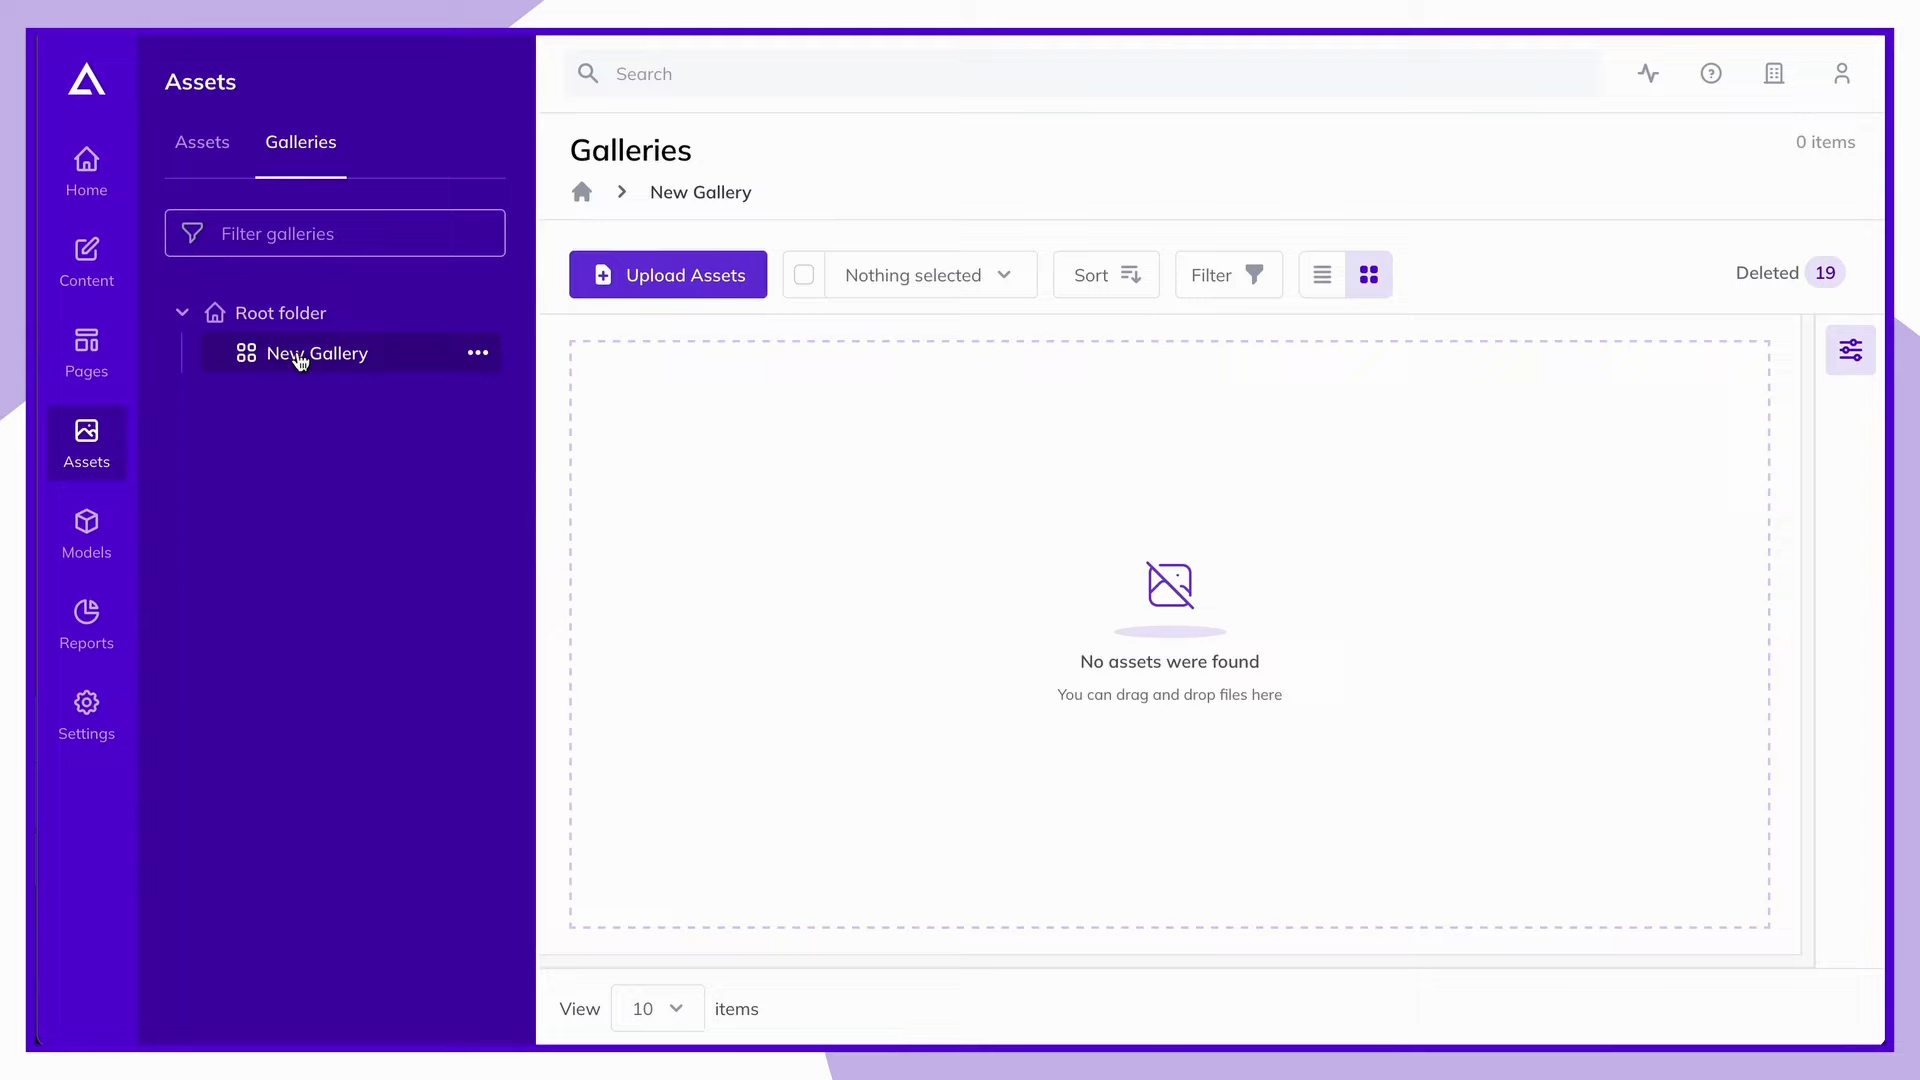 Assets
Assets
Galleries
Filter galleries
Root folder
New Gallery
Home
Content
Pages
Assets
Models
Reports
Settings
Search
Galleries
0 items
New Gallery
Upload Assets
Nothing selected
Sort
Filter
Deleted 19
No assets were found
You can drag and drop files here
View 10 items